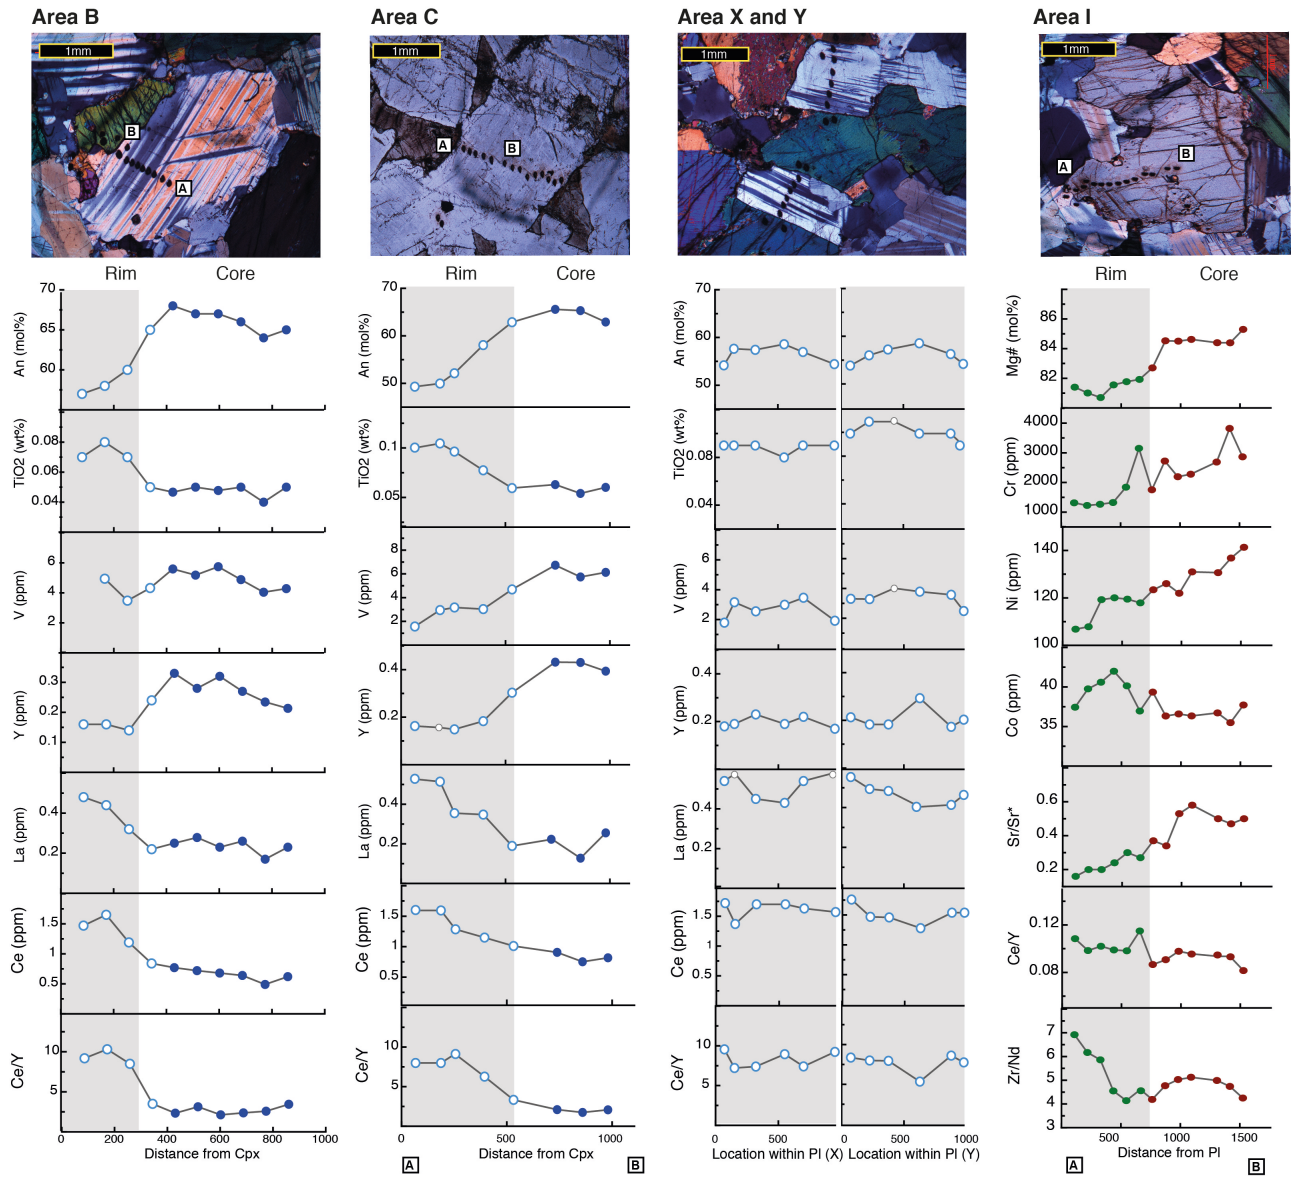 Area B
Area C
Area X and Y
Area I
1mm
1mm
1mm
1mm
B
A
A
B
A
B
Rim
Core
Rim
Core
Rim
Core
An (mol%)
70
65
60
TiO2 (wt%)
0.08
0.06
0.04
V (ppm)
6
4
2
Y (ppm)
0.3
0.2
0.1
La (ppm)
0.4
0.2
Ce (ppm)
1.5
1
0.5
Ce/Y
10
5
0
200
400
600
800
1000
Distance from Cpx
An (mol%)
70
60
50
TiO2 (wt%)
0.1
0.05
V (ppm)
8
6
4
2
Y (ppm)
0.4
0.2
La (ppm)
0.4
0.2
Ce (ppm)
1.5
1
0.5
Ce/Y
10
5
0
500
1000
Distance from Cpx
A
B
An (mol%)
70
60
50
TiO2 (wt%)
0.08
0.04
V (ppm)
6
4
2
Y (ppm)
0.4
0.2
La (ppm)
0.4
0.2
Ce (ppm)
1.5
1
0.5
Ce/Y
10
5
0
500
0
500
1000
Location within Pl (X)
Location within Pl (Y)
Mg# (mol%)
86
84
82
Cr (ppm)
4000
3000
2000
1000
Ni (ppm)
140
120
100
Co (ppm)
40
35
Sr/Sr*
0.6
0.4
0.2
Ce/Y
0.12
0.08
Zr/Nd
7
6
5
4
3
500
1000
1500
Distance from Pl
A
B